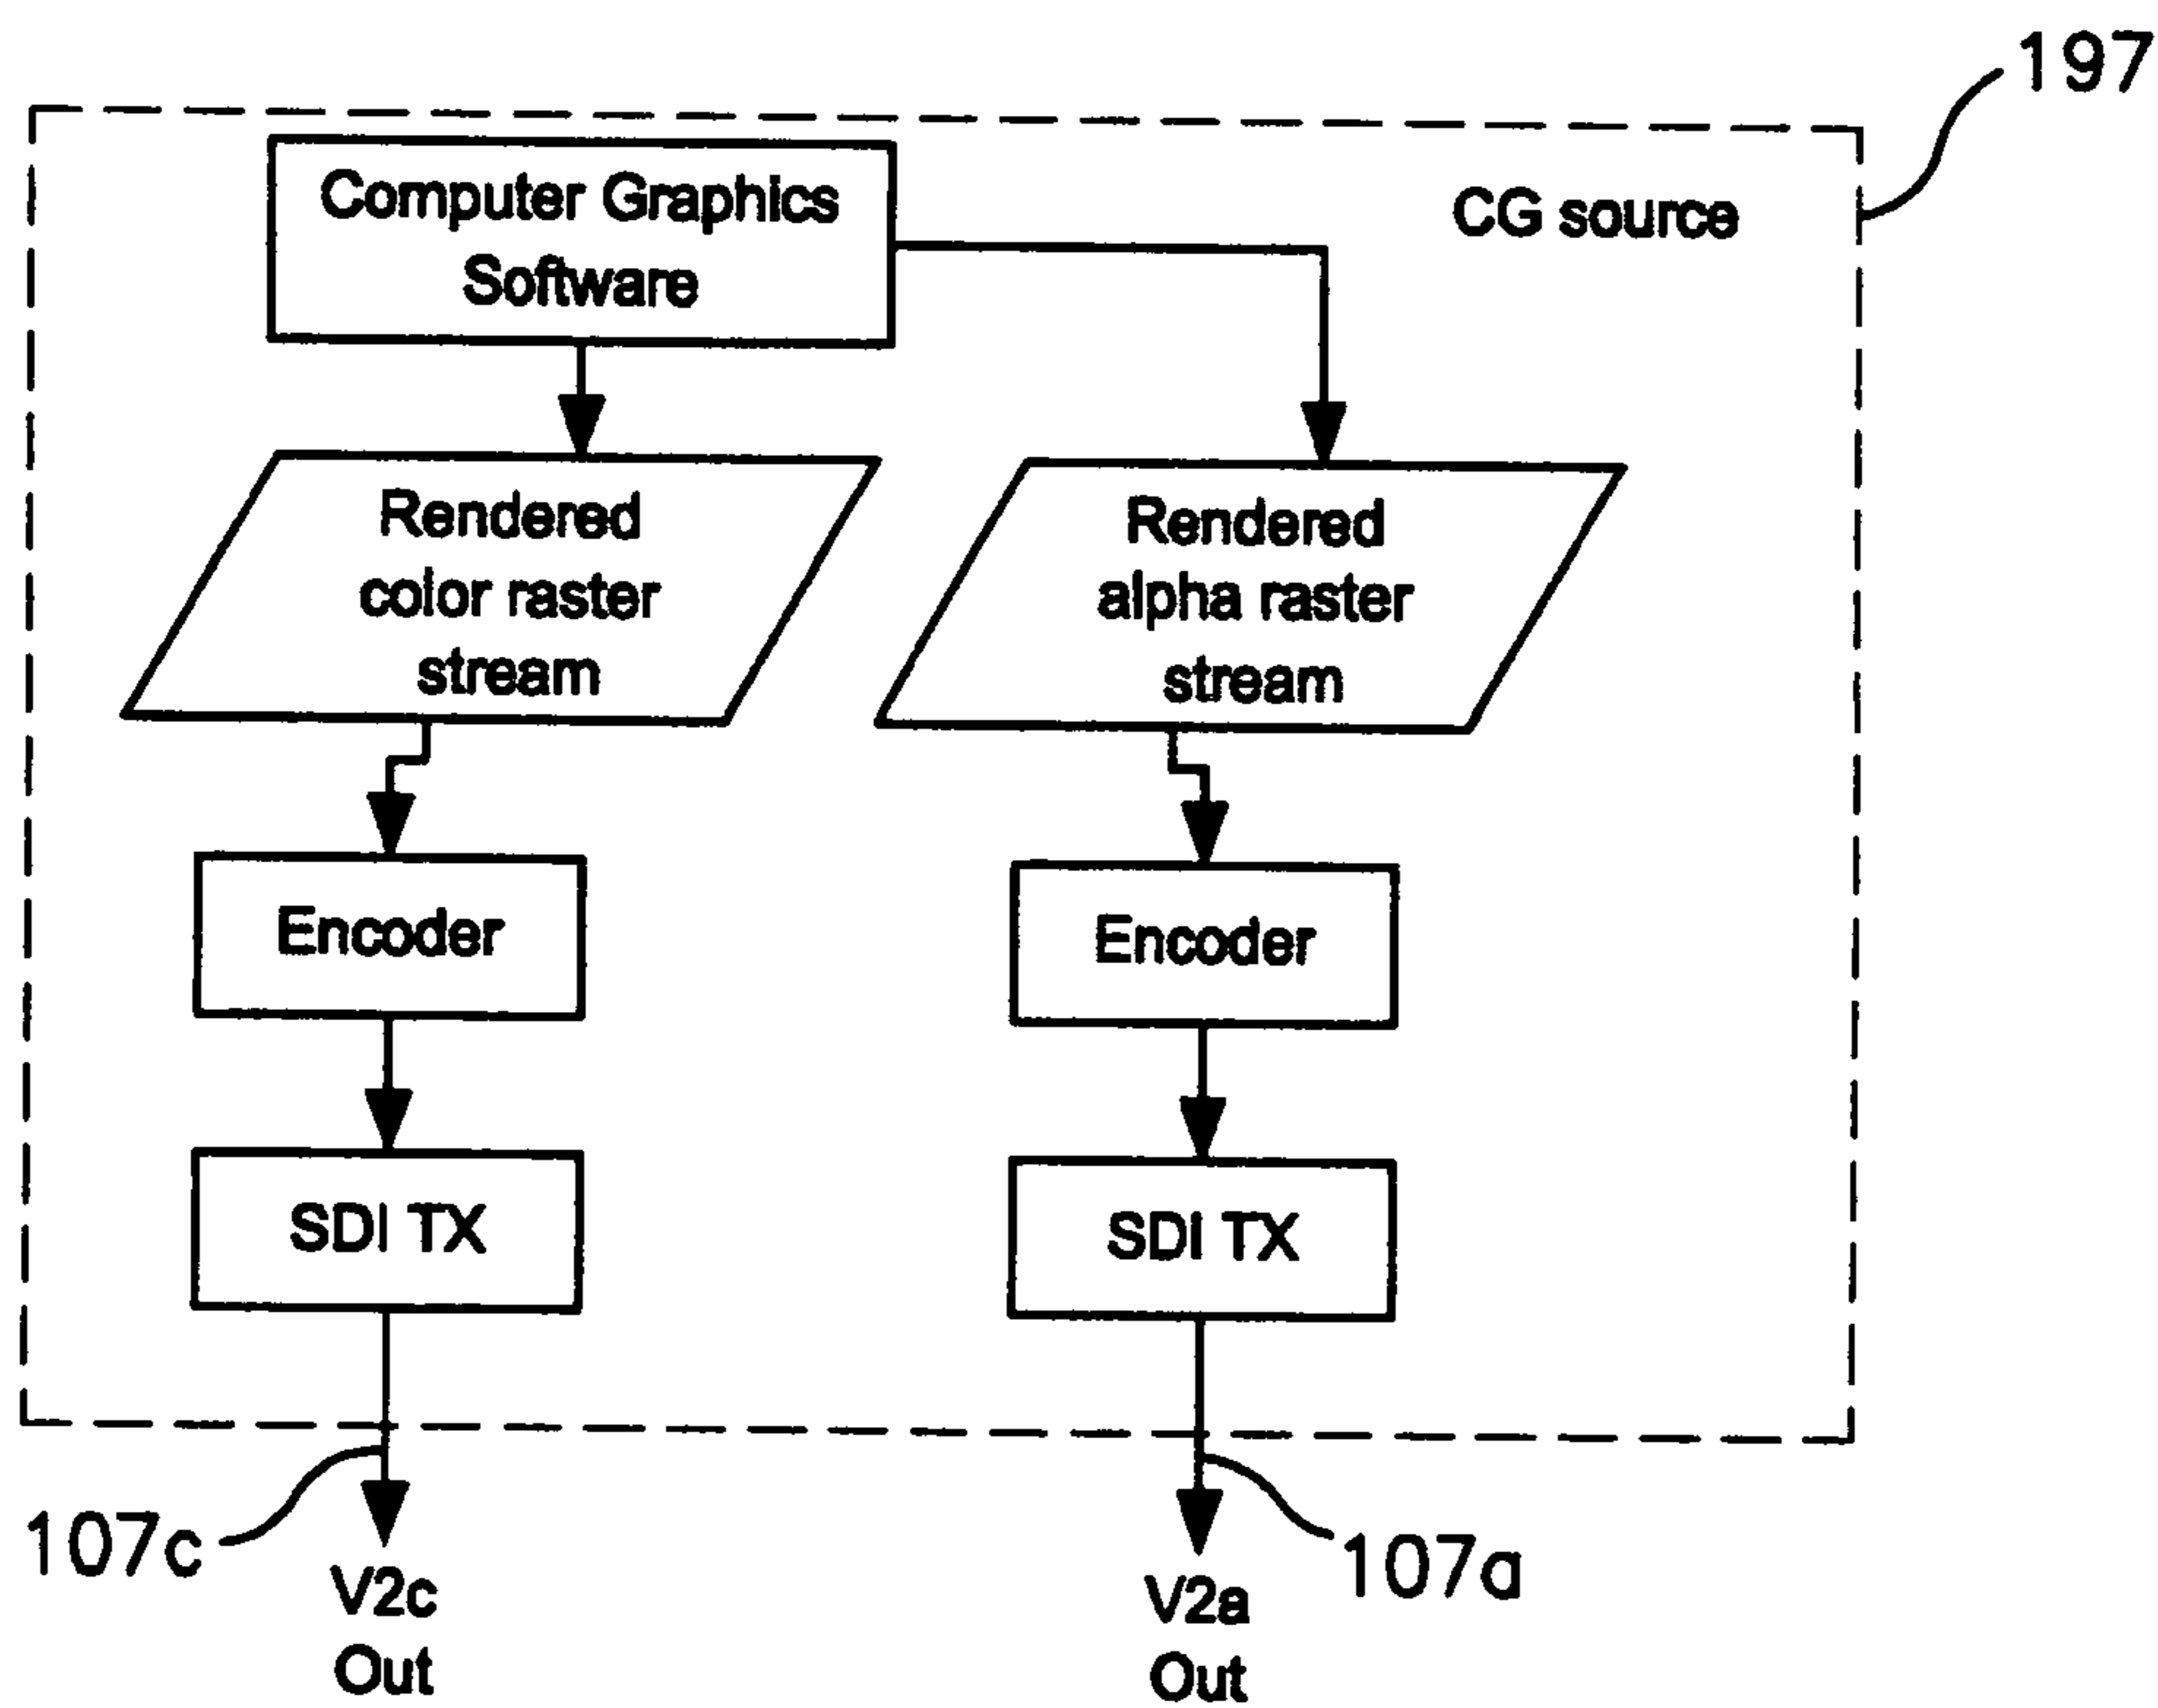 197
Computer Graphics
Software
CG source
Rendered
color raster
stream
Rendered
alpha raster
stream
Encoder
Encoder
SDI TX
SDI TX
107c
107a
V2c
Out
V2a
Out